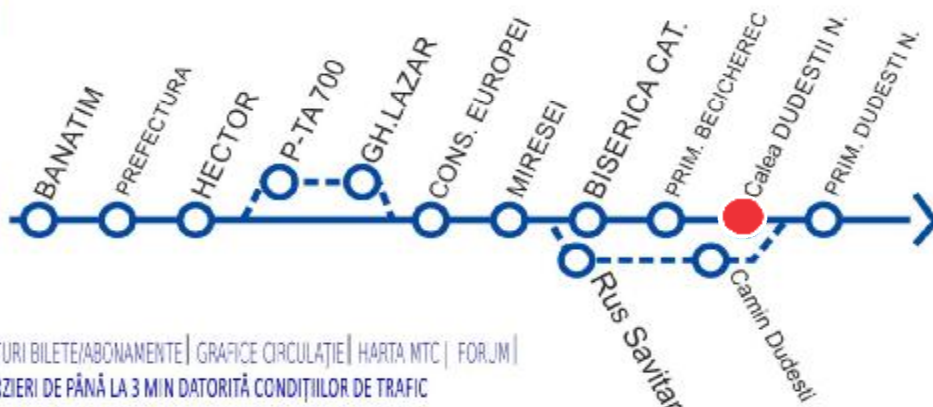 BANATIM
PREFECTURA
HECTOR
P-TA 700
GH.LAZAR
CONS. EUROPEI
MIRESEI
BISERICA CAT.
PRIM. BECICHEREC
Calea DUDESTII N.
PRIM. DUDESTI N.
Rus Savitar
Camin Dudesti
TURI BILETE/ABONAMENTE| GRAFICE CIRCULAȚIE| HARTA MTC | FORUM|
RZIERI DE PÂNĂ LA 3 MIN DATORITĂ CONDIȚIILOR DE TRAFIC